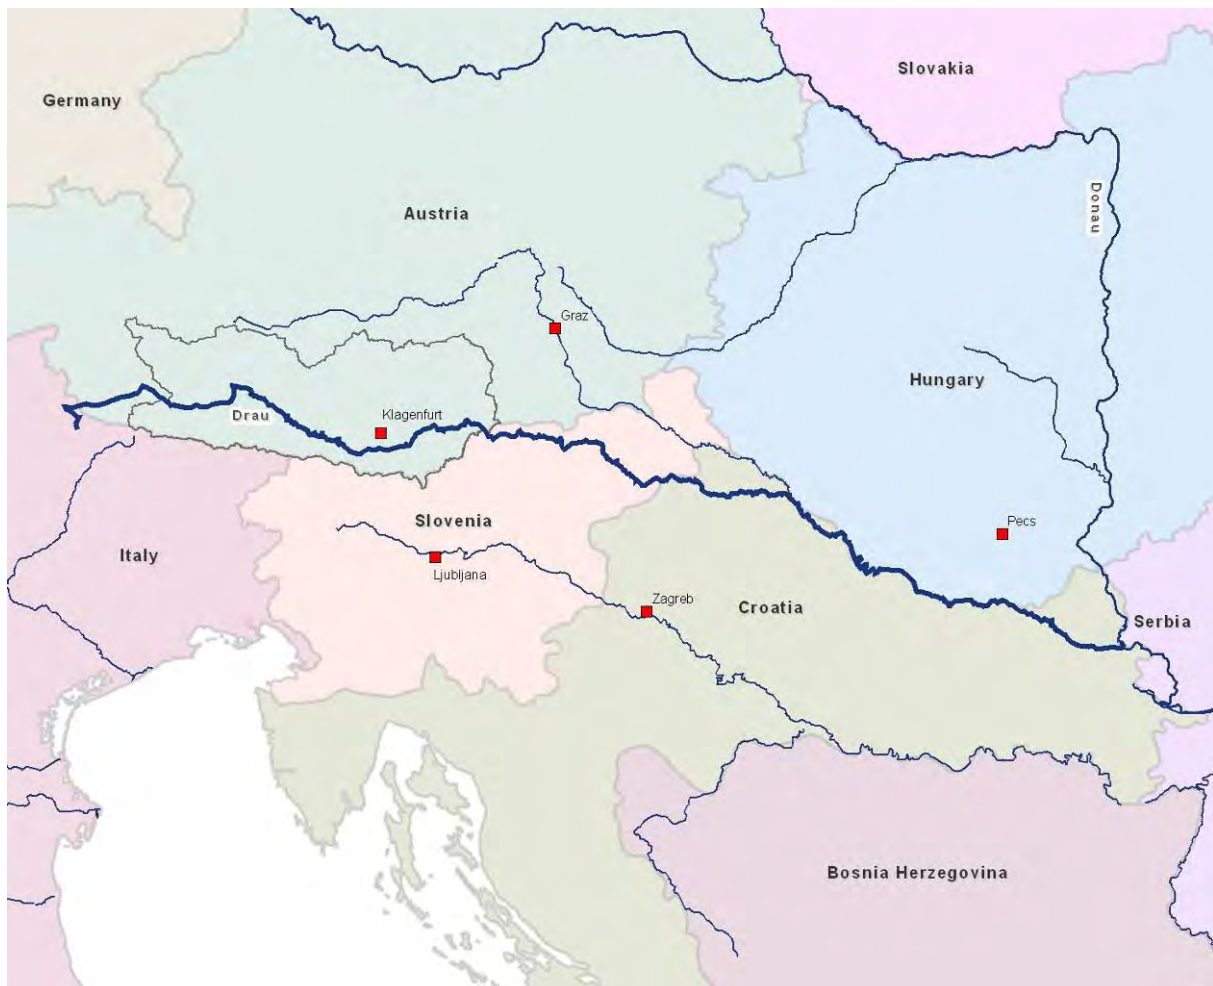 Slovakia
Germany
Donau
Austria
Graz
Hungary
Drau
Klagenfurt
Slovenia
Pecs
Italy
Ljubljana
Zagreb
Croatia
Serbia
Bosnia Herzegovina